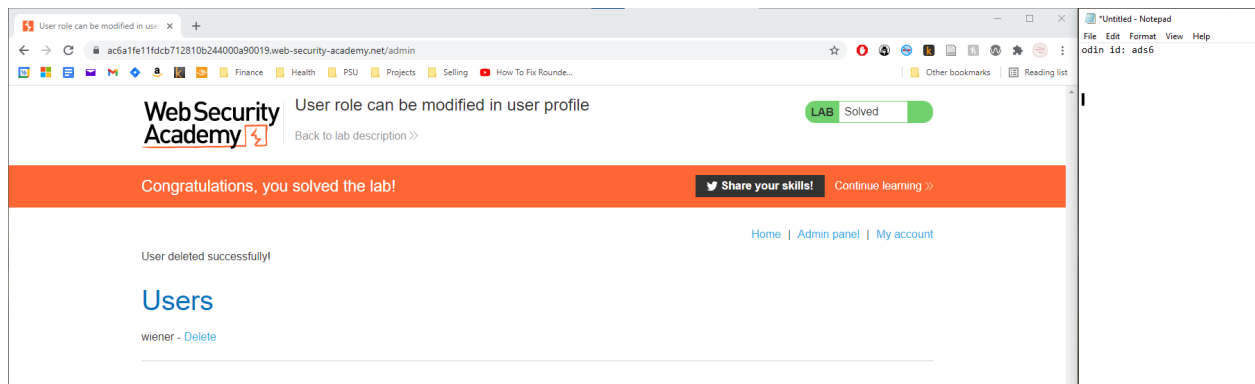 User role can be modified in use
ac6a1fe11fdcb712810b244000a90019.web-security-academy.net/admin
Finance Health PSU Projects Selling How To Fix Rounde... Other bookmarks Reading list
*Untitled - Notepad
File Edit Format View Help
odin id: ads6
Web Security Academy
User role can be modified in user profile
Back to lab description
LAB Solved
Congratulations, you solved the lab!
Share your skills!
Continue learning
Home | Admin panel | My account
User deleted successfully!
Users
wiener - Delete